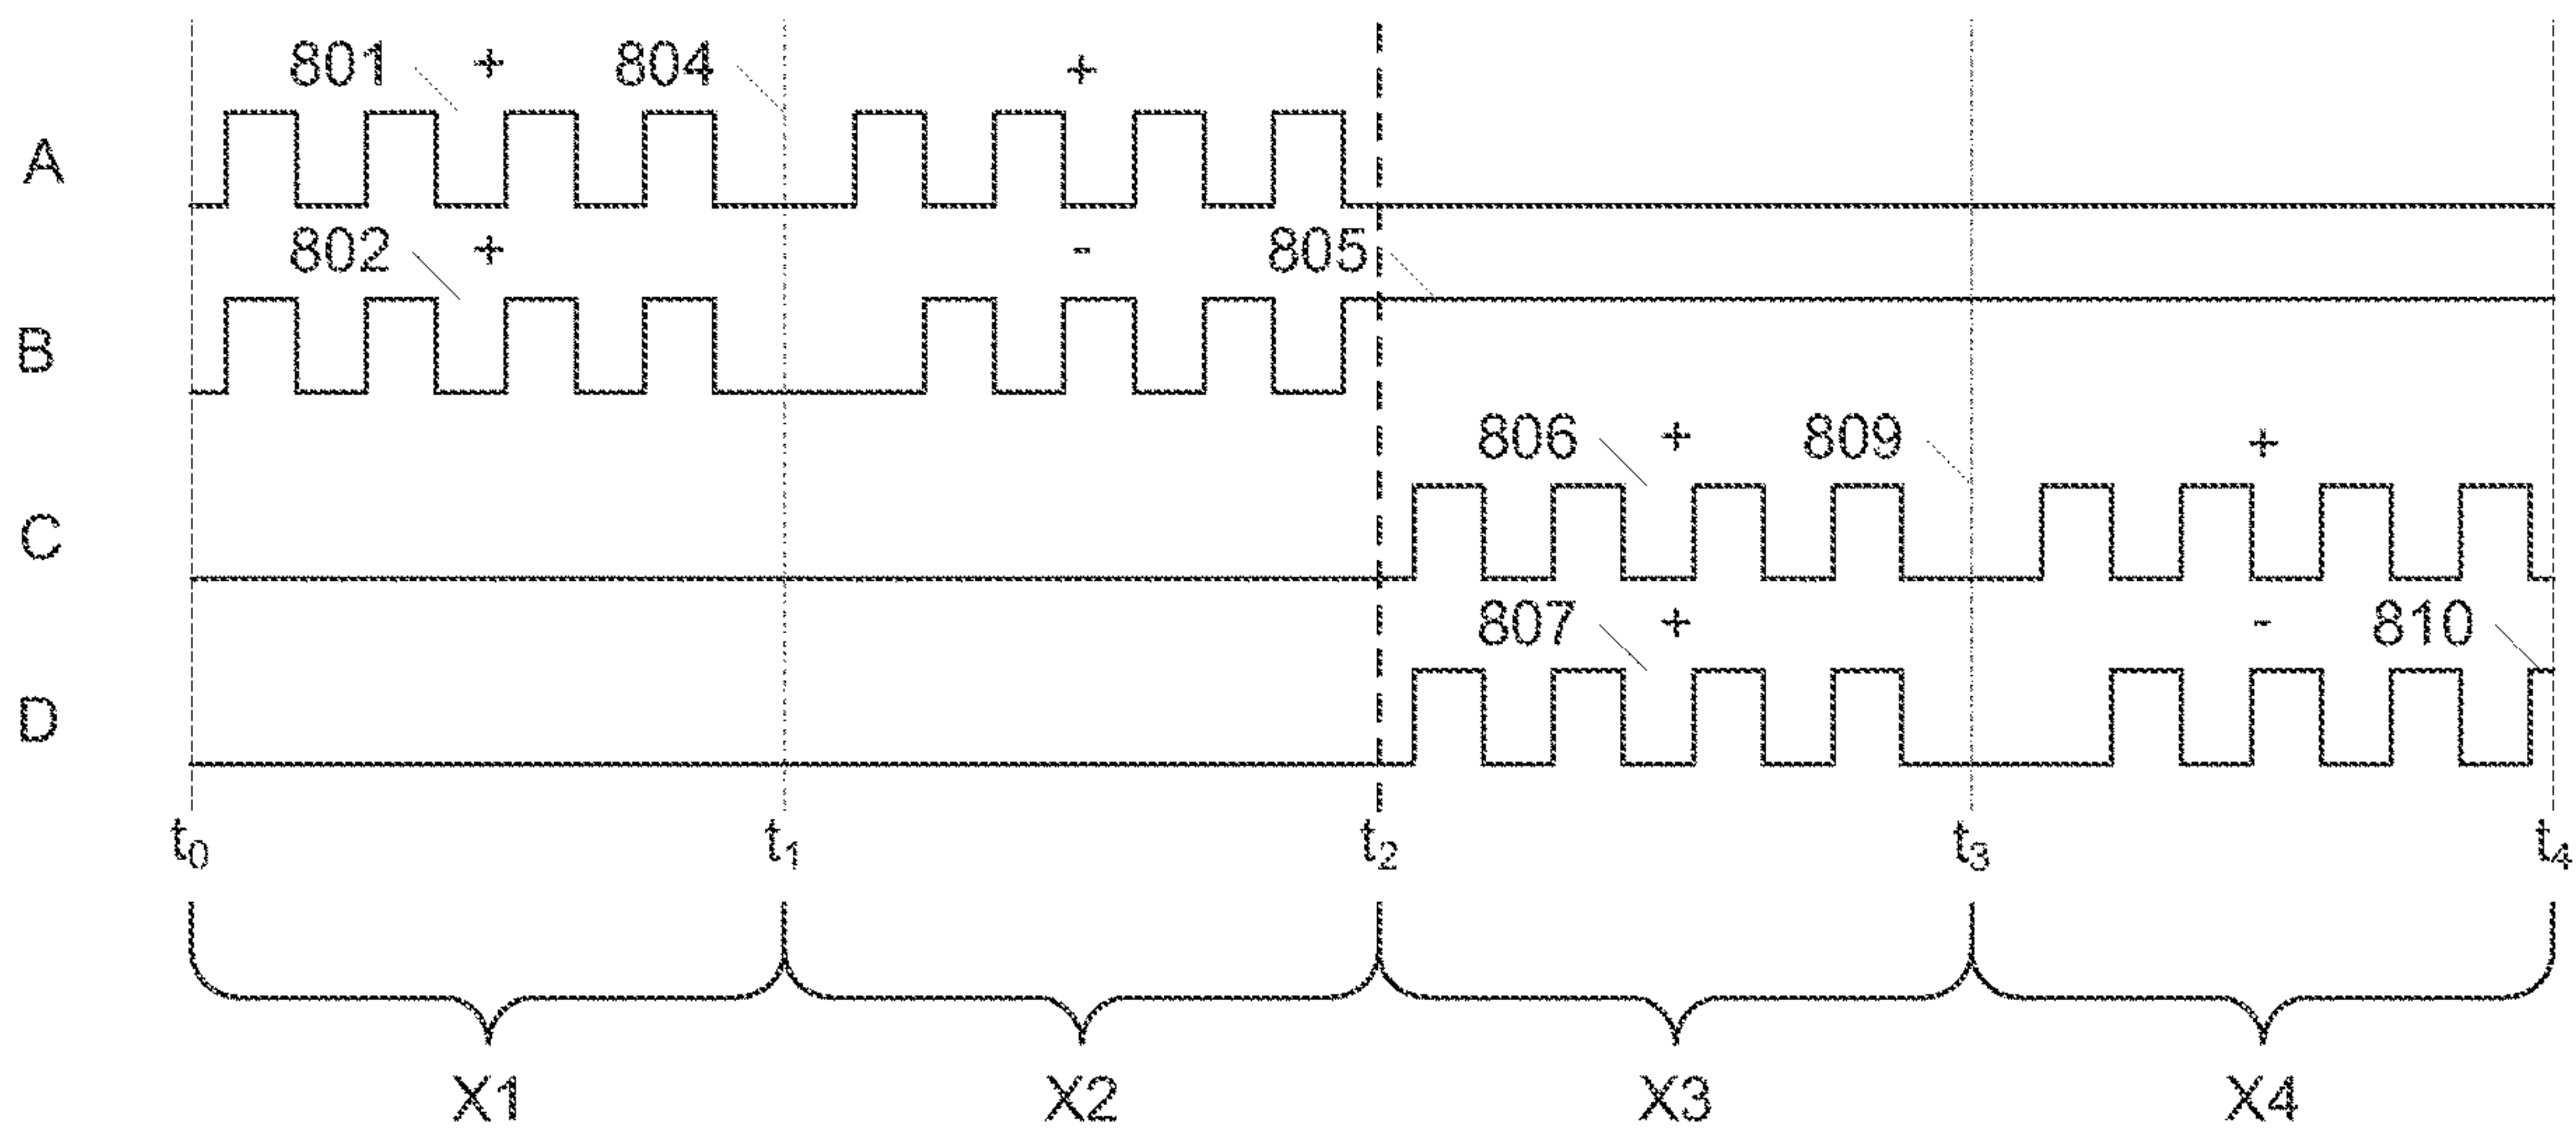 801 + 804 +
A
802 + - 805
B
806 + 809 +
C
807 + - 810
D
t0 t1 t2 t3 t4
X1 X2 X3 X4